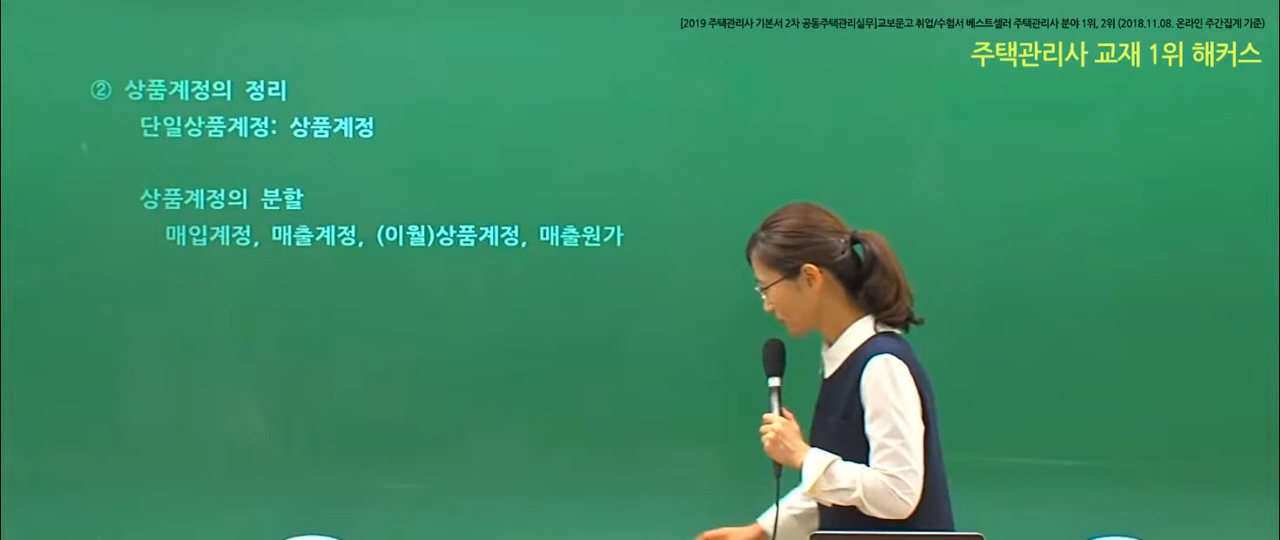 [2019 주택관리사 기본서 2차 공동주택관리실무]교보문고 취업/수험서 베스트셀러 주택관리사 분야 1위, 2위 (2018.11.08. 온라인 주간집계 기준)
주택관리사 교재 1위 해커스
② 상품계정의 정리
단일상품계정: 상품계정
상품계정의 분할
매입계정, 매출계정, (이월)상품계정, 매출원가